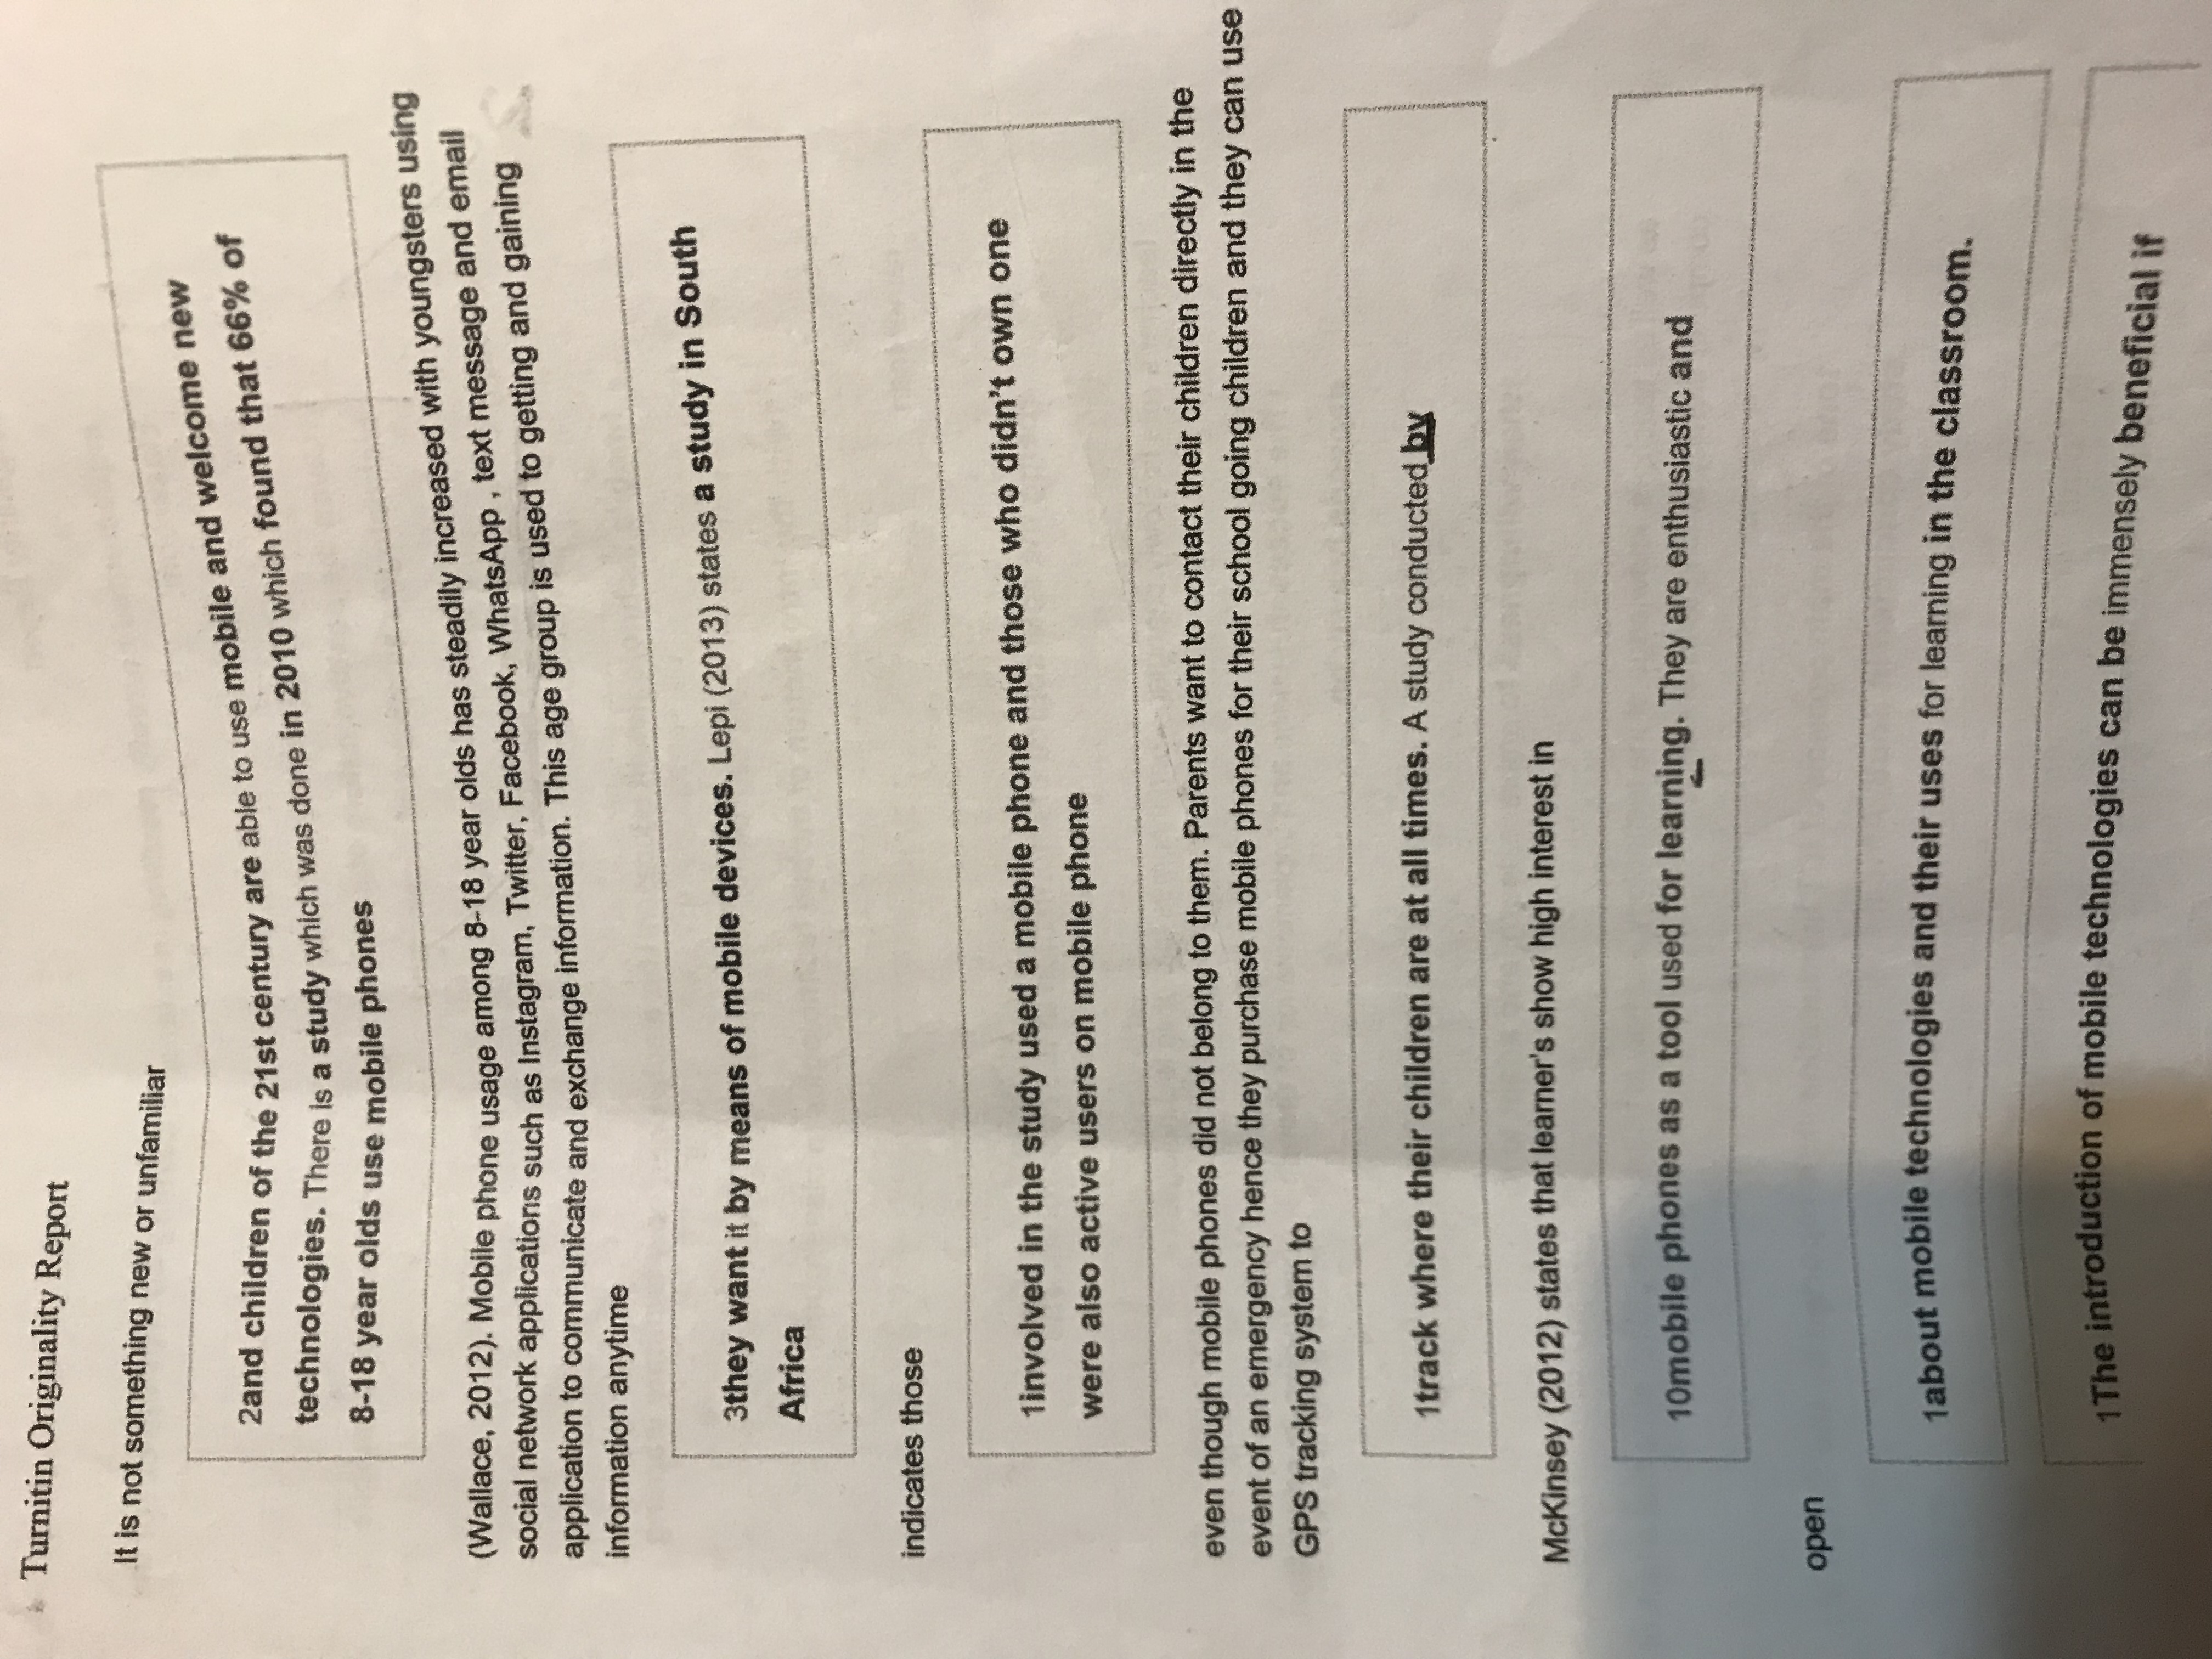 Turnitin Originality Report
It is not something new or unfamiliar
2and children of the 21st century are able to use mobile and welcome new
technologies. There is a study which was done in 2010 which found that 66% of
8-18 year olds use mobile phones
(Wallace, 2012). Mobile phone usage among 8-18 year olds has steadily increased with youngsters using
social network applications such as Instagram, Twitter, Facebook, WhatsApp , text message and email
application to communicate and exchange information. This age group is used to getting and gaining
information anytime
3they want it by means of mobile devices. Lepi (2013) states a study in South
Africa
indicates those
1involved in the study used a mobile phone and those who didn't own one
were also active users on mobile phone
even though mobile phones did not belong to them. Parents want to contact their children directly in the
event of an emergency hence they purchase mobile phones for their school going children and they can use
GPS tracking system to
1track where their children are at all times. A study conducted by
McKinsey (2012) states that learner's show high interest in
10mobile phones as a tool used for learning. They are enthusiastic and
open
1about mobile technologies and their uses for learning in the classroom.
1The introduction of mobile technologies can be immensely beneficial if